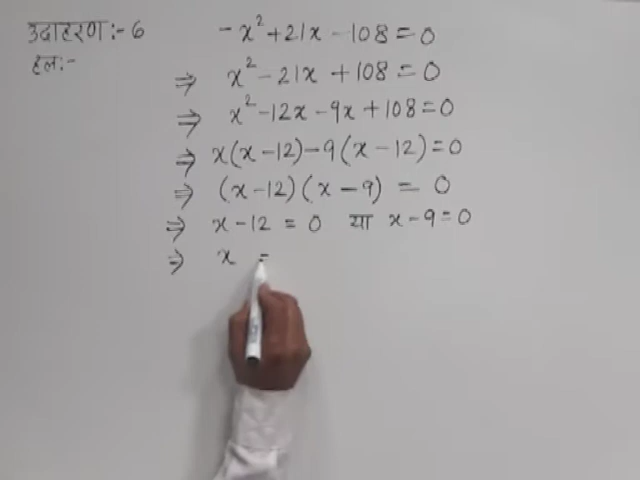 उदाहरण :- 6 -x² + 21x - 108 = 0
हल :-
⇒ x² - 21x + 108 = 0
⇒ x² - 12x - 9x + 108 = 0
⇒ x(x - 12) - 9(x - 12) = 0
⇒ (x - 12)(x - 9) = 0
⇒ x - 12 = 0 या x - 9 = 0
⇒ x =